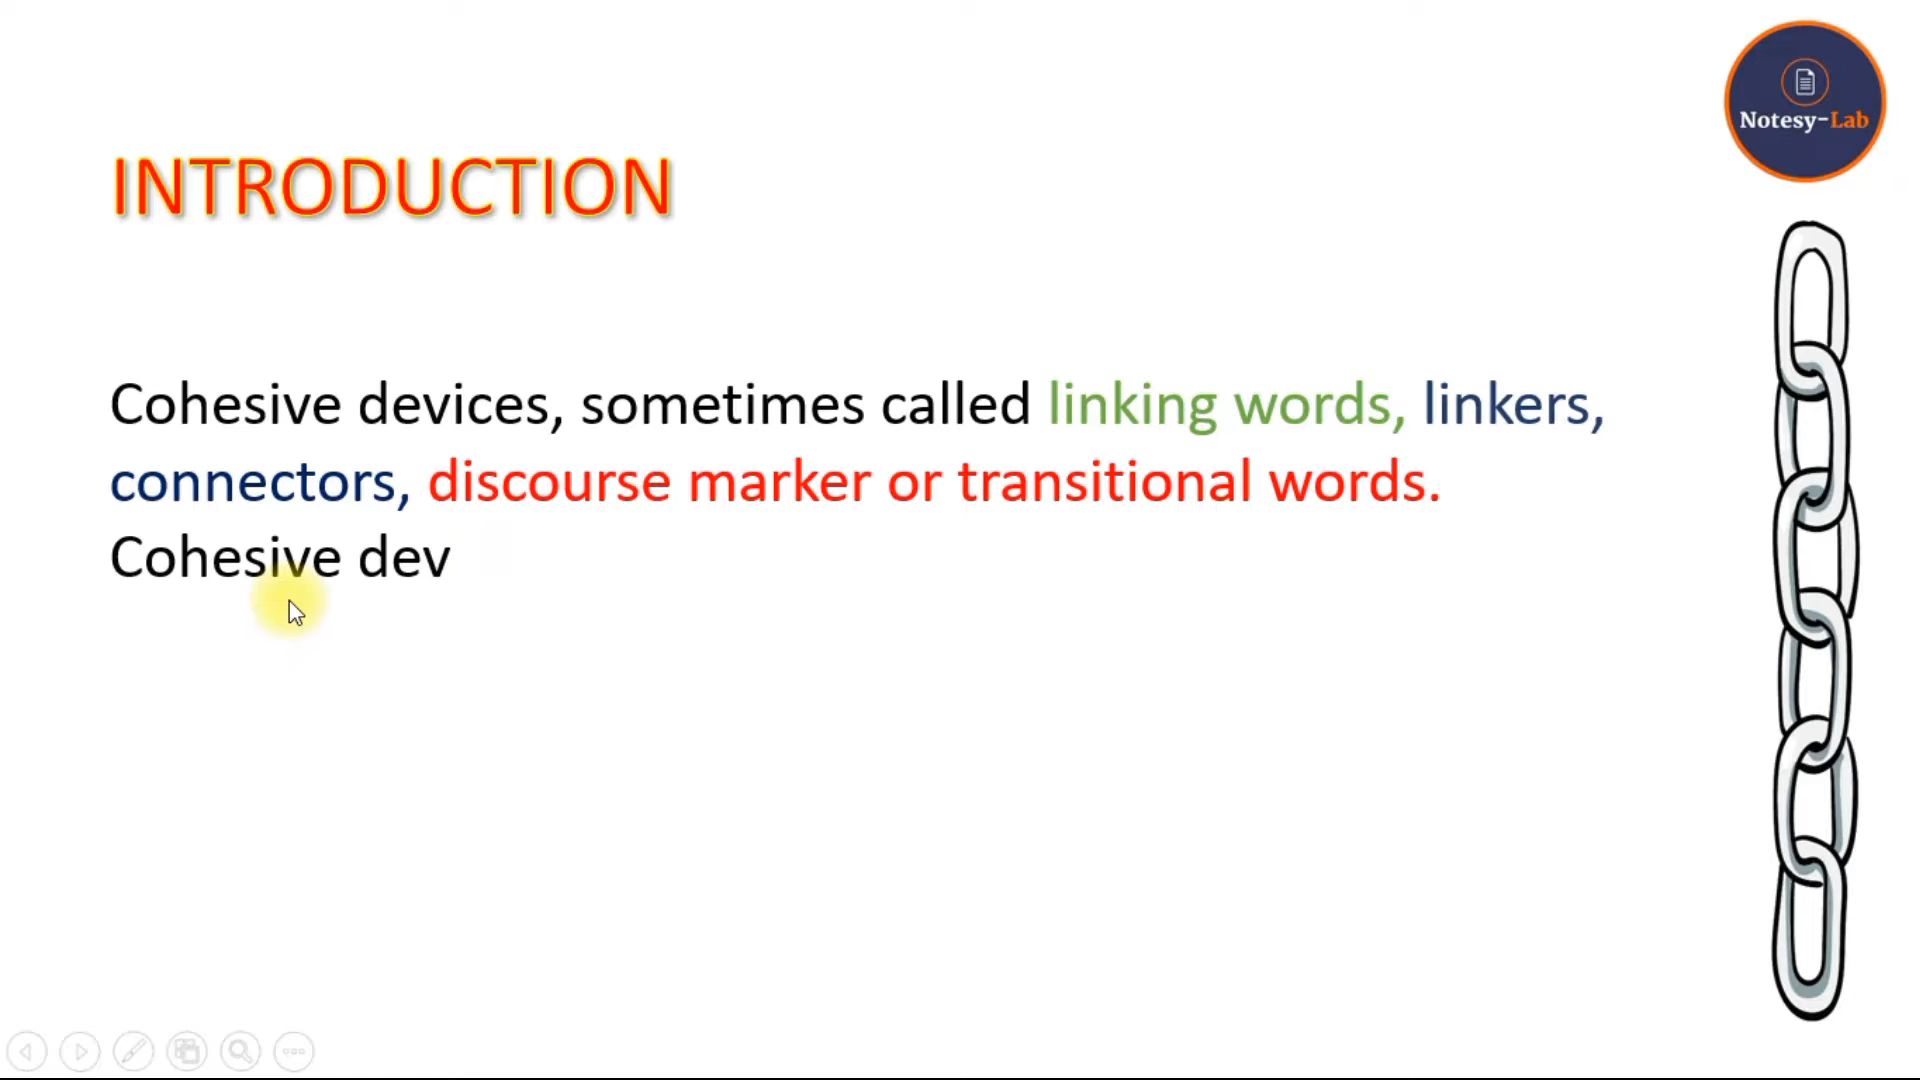 Notesy-Lab
INTRODUCTION
Cohesive devices, sometimes called linking words, linkers,
connectors, discourse marker or transitional words.
Cohesive dev